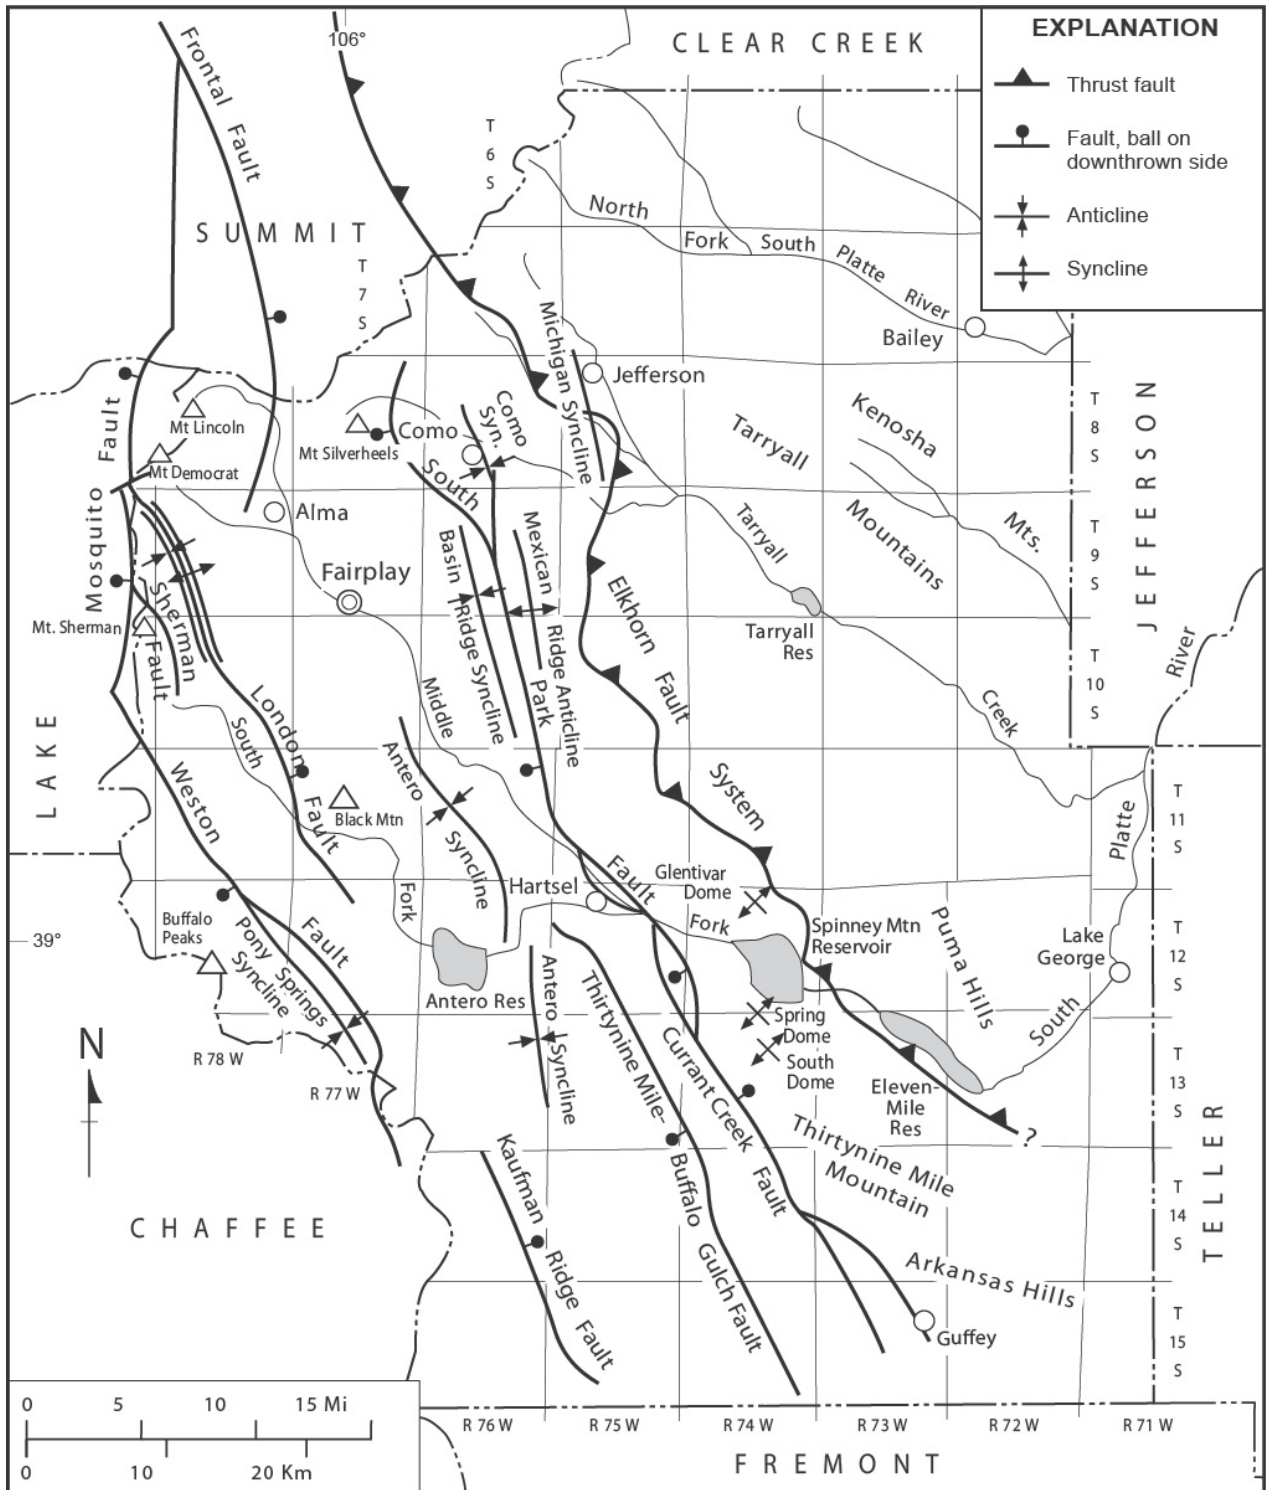 EXPLANATION
Thrust fault
Fault, ball on
downthrown side
Anticline
Syncline
106°
CLEAR CREEK
Frontal Fault
T
6
S
SUMMIT
T
7
S
North Fork South Platte River
Bailey
Michigan Syncline
Jefferson
JEFFERSON
T
8
S
Kenosha Mts.
Tarryall Mountains
Mt Lincoln
Mt Democrat
Mt Silverheels
Como
Como
Syn.
Mosquito Fault
Alma
South Park Fault
Fairplay
Basin Ridge Syncline
Mexican Ridge Anticline
Elkhorn Fault System
Tarryall Creek
Tarryall
Res
T
9
S
Mt. Sherman
Sherman
Fault
T
10
S
London Fault
South Fork
Middle
LAKE
Weston Fault
Black Mtn
Antero Syncline
T
11
S
South Platte River
Glentivar
Dome
Hartsel
Fork
Buffalo
Peaks
39°
Pony Springs
Syncline
Antero Res
Antero Syncline
Thirtynine Mile-Buffalo Gulch Fault
Spinney Mtn
Reservoir
Puma Hills
Lake
George
T
12
S
Spring
Dome
South
Dome
Currant Creek Fault
Eleven-
Mile
Res
?
T
13
S
N
R 78 W
R 77 W
Thirtynine Mile
Mountain
Kaufman Ridge Fault
CHAFFEE
TELLER
T
14
S
Arkansas Hills
Guffey
T
15
S
0 5 10 15 Mi
0 10 20 Km
R 76 W R 75 W R 74 W R 73 W R 72 W R 71 W
FREMONT